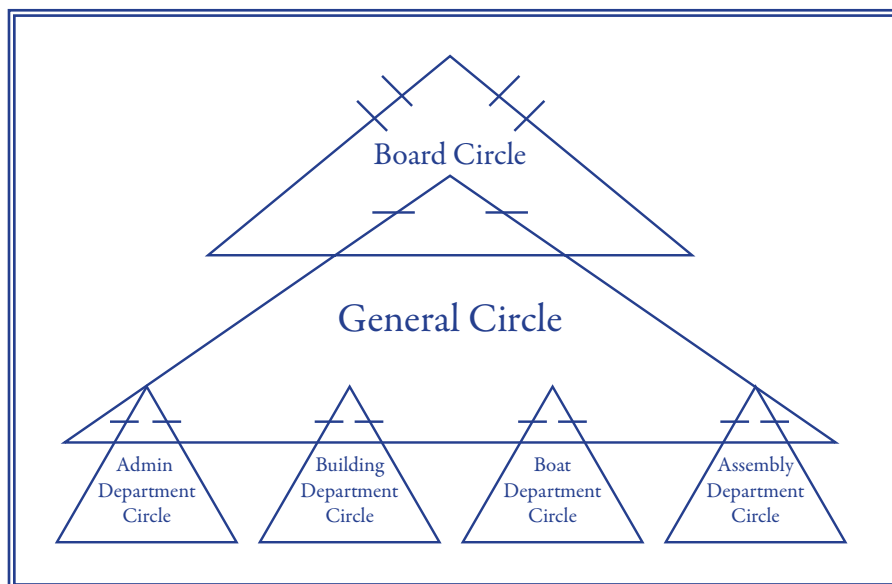 Board Circle
General Circle
Admin
Department
Circle
Building
Department
Circle
Boat
Department
Circle
Assembly
Department
Circle